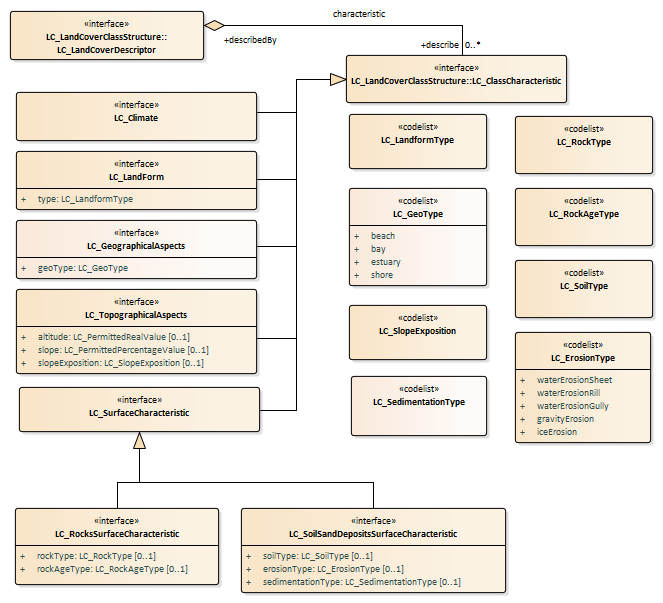 «interface»
LC_LandCoverClassStructure::
LC_LandCoverDescriptor
characteristic
+describedBy
+describe
0..*
«interface»
LC_LandCoverClassStructure::LC_ClassCharacteristic
«interface»
LC_Climate
«interface»
LC_LandForm
+ type: LC_LandformType
«interface»
LC_GeographicalAspects
+ geoType: LC_GeoType
«interface»
LC_TopographicalAspects
+ altitude: LC_PermittedRealValue [0..1]
+ slope: LC_PermittedPercentageValue [0..1]
+ slopeExposition: LC_SlopeExposition [0..1]
«interface»
LC_SurfaceCharacteristic
«codelist»
LC_LandformType
«codelist»
LC_GeoType
+ beach
+ bay
+ estuary
+ shore
«codelist»
LC_SlopeExposition
«codelist»
LC_SedimentationType
«codelist»
LC_RockType
«codelist»
LC_RockAgeType
«codelist»
LC_SoilType
«codelist»
LC_ErosionType
+ waterErosionSheet
+ waterErosionRill
+ waterErosionGully
+ gravityErosion
+ iceErosion
«interface»
LC_RocksSurfaceCharacteristic
+ rockType: LC_RockType [0..1]
+ rockAgeType: LC_RockAgeType [0..1]
«interface»
LC_SoilSandDepositsSurfaceCharacteristic
+ soilType: LC_SoilType [0..1]
+ erosionType: LC_ErosionType [0..1]
+ sedimentationType: LC_SedimentationType [0..1]